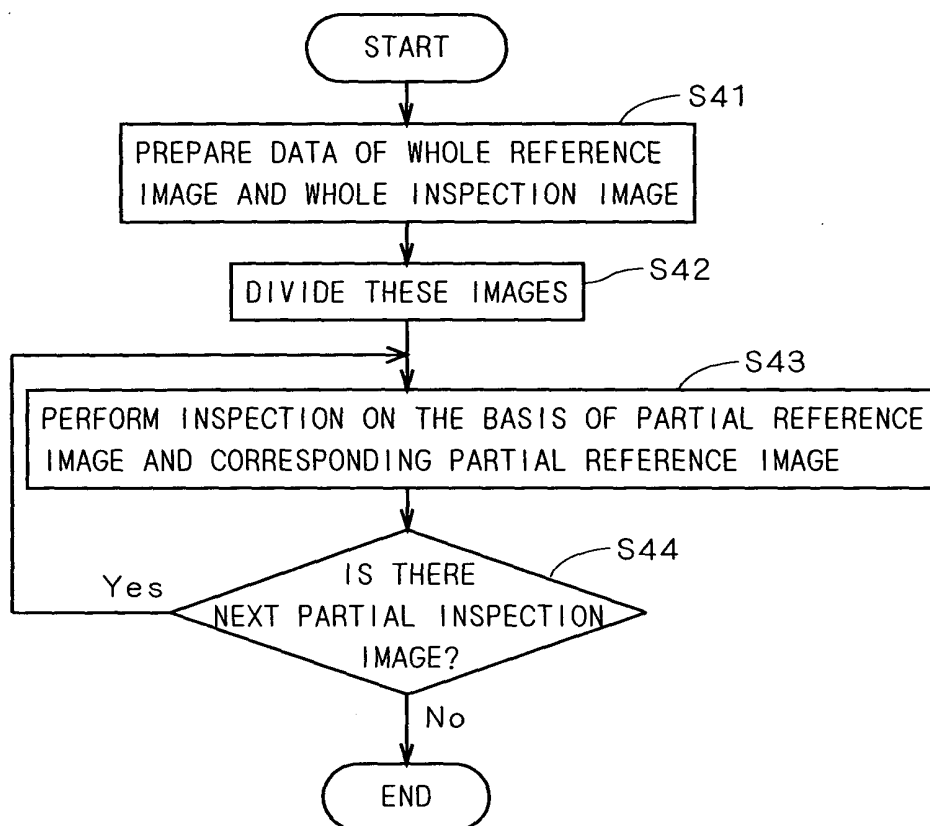 START
S41
PREPARE DATA OF WHOLE REFERENCE
IMAGE AND WHOLE INSPECTION IMAGE
S42
DIVIDE THESE IMAGES
S43
PERFORM INSPECTION ON THE BASIS OF PARTIAL REFERENCE
IMAGE AND CORRESPONDING PARTIAL REFERENCE IMAGE
S44
IS THERE
Yes
NEXT PARTIAL INSPECTION
IMAGE?
No
END